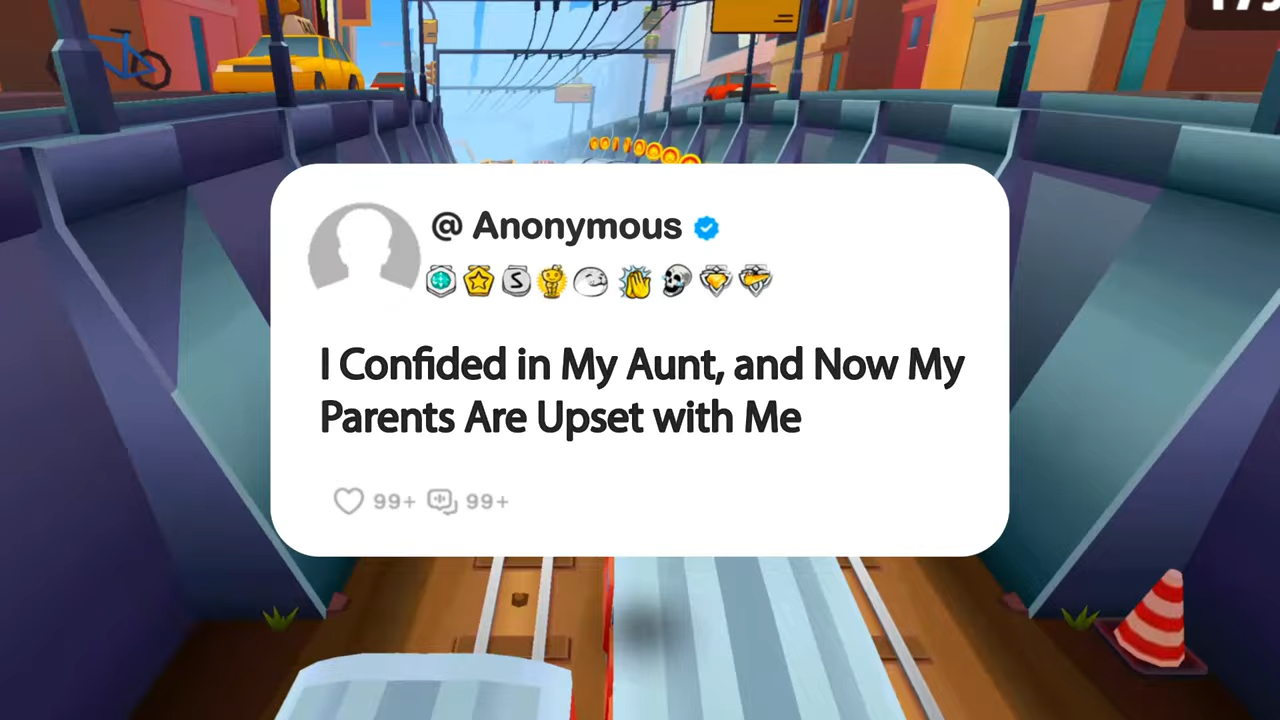 @ Anonymous
I Confided in My Aunt, and Now My
Parents Are Upset with Me
99+ 99+